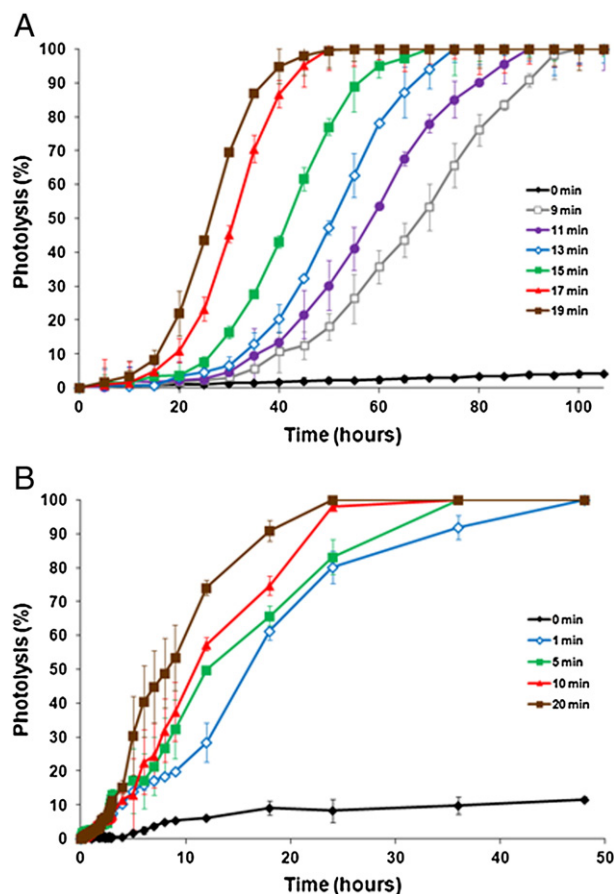 A
Photolysis (%)
100
90
80
70
60
50
40
30
20
10
0
0 min
9 min
11 min
13 min
15 min
17 min
19 min
0 20 40 60 80 100
Time (hours)
B
Photolysis (%)
100
90
80
70
60
50
40
30
20
10
0
0 min
1 min
5 min
10 min
20 min
0 10 20 30 40 50
Time (hours)